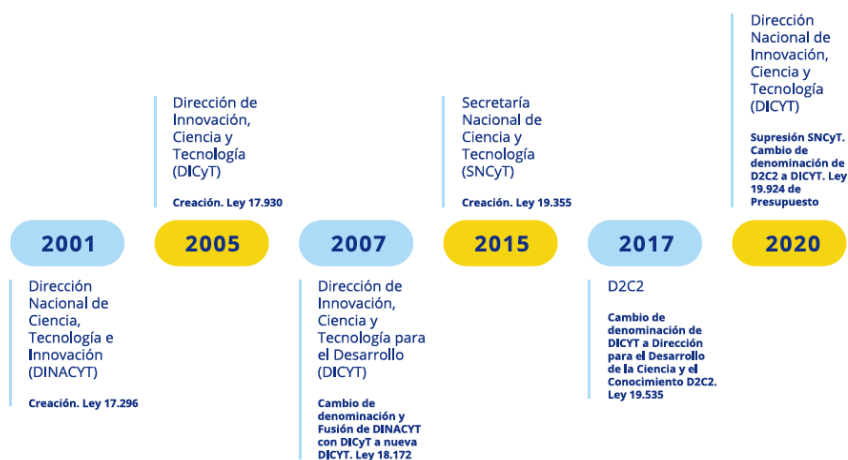 2001
Dirección
Nacional de
Ciencia,
Tecnología e
Innovación
(DINACYT)
Creación. Ley 17.296
Dirección de
Innovación,
Ciencia y
Tecnología
(DICyT)
Creación. Ley 17.930
2005
2007
Dirección de
Innovación,
Ciencia y
Tecnología para
el Desarrollo
(DICYT)
Cambio de
denominación y
Fusión de DINACYT
con DICyT a nueva
DICYT. Ley 18.172
Secretaría
Nacional de
Ciencia y
Tecnología
(SNCyT)
Creación. Ley 19.355
2015
2017
D2C2
Cambio de
denominación de
DICYT a Dirección
para el Desarrollo
de la Ciencia y el
Conocimiento D2C2.
Ley 19.535
Dirección
Nacional de
Innovación,
Ciencia y
Tecnología
(DICYT)
Supresión SNCyT.
Cambio de
denominación de
D2C2 a DICYT. Ley
19.924 de
Presupuesto
2020